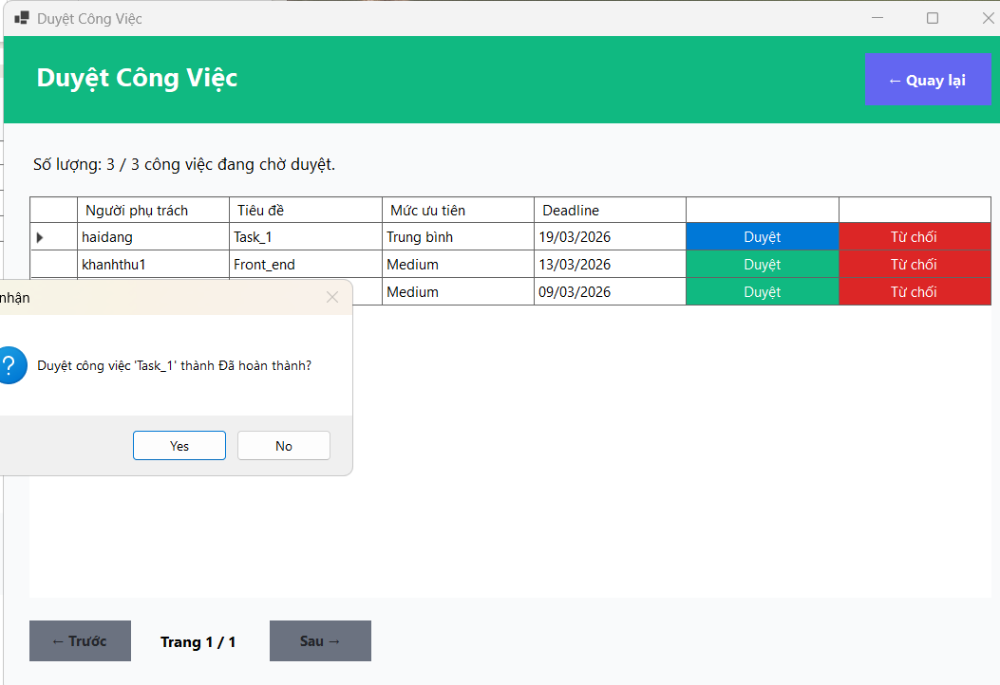 Duyệt Công Việc
Duyệt Công Việc
← Quay lại
Số lượng: 3 / 3 công việc đang chờ duyệt.
Người phụ trách Tiêu đề Mức ưu tiên Deadline
haidang Task_1 Trung bình 19/03/2026 Duyệt Từ chối
khanhthu1 Front_end Medium 13/03/2026 Duyệt Từ chối
Medium 09/03/2026 Duyệt Từ chối
nhận
Duyệt công việc 'Task_1' thành Đã hoàn thành?
Yes No
← Trước Trang 1 / 1 Sau →